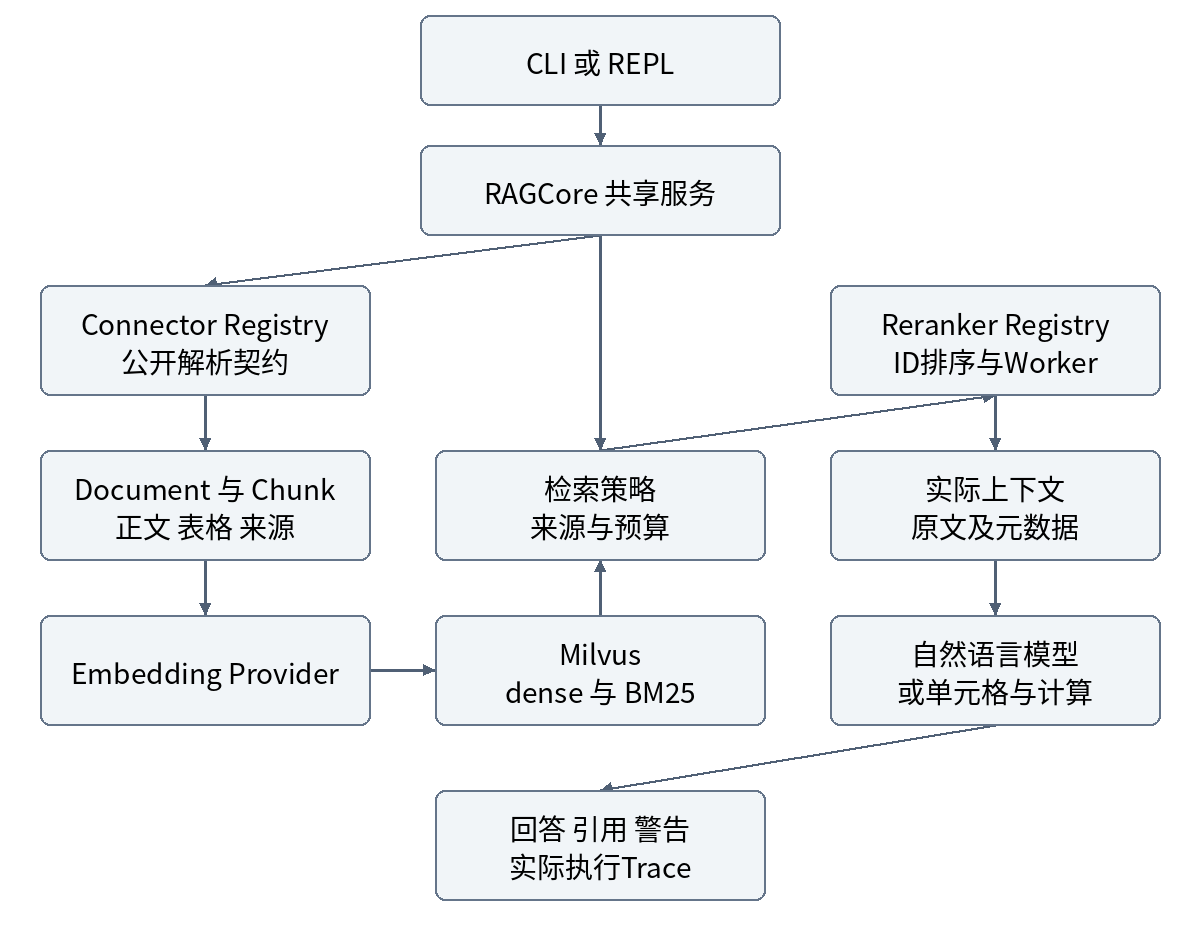 CLI 或 REPL
RAGCore 共享服务
Connector Registry
公开解析契约
Reranker Registry
ID排序与Worker
Document 与 Chunk
正文 表格 来源
检索策略
来源与预算
实际上下文
原文及元数据
Embedding Provider
Milvus
dense 与 BM25
自然语言模型
或单元格与计算
回答 引用 警告
实际执行Trace